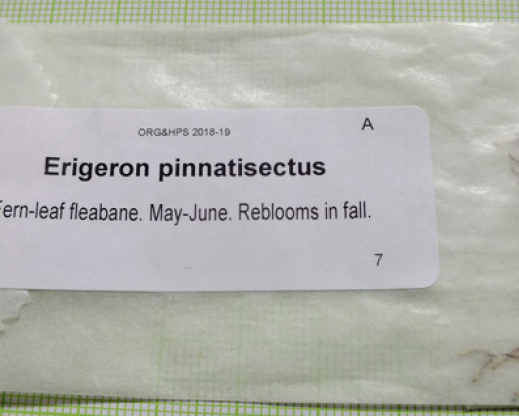 ORG&HPS 2018-19 A
Erigeron pinnatisectus
Fern-leaf fleabane. May-June. Reblooms in fall.
7